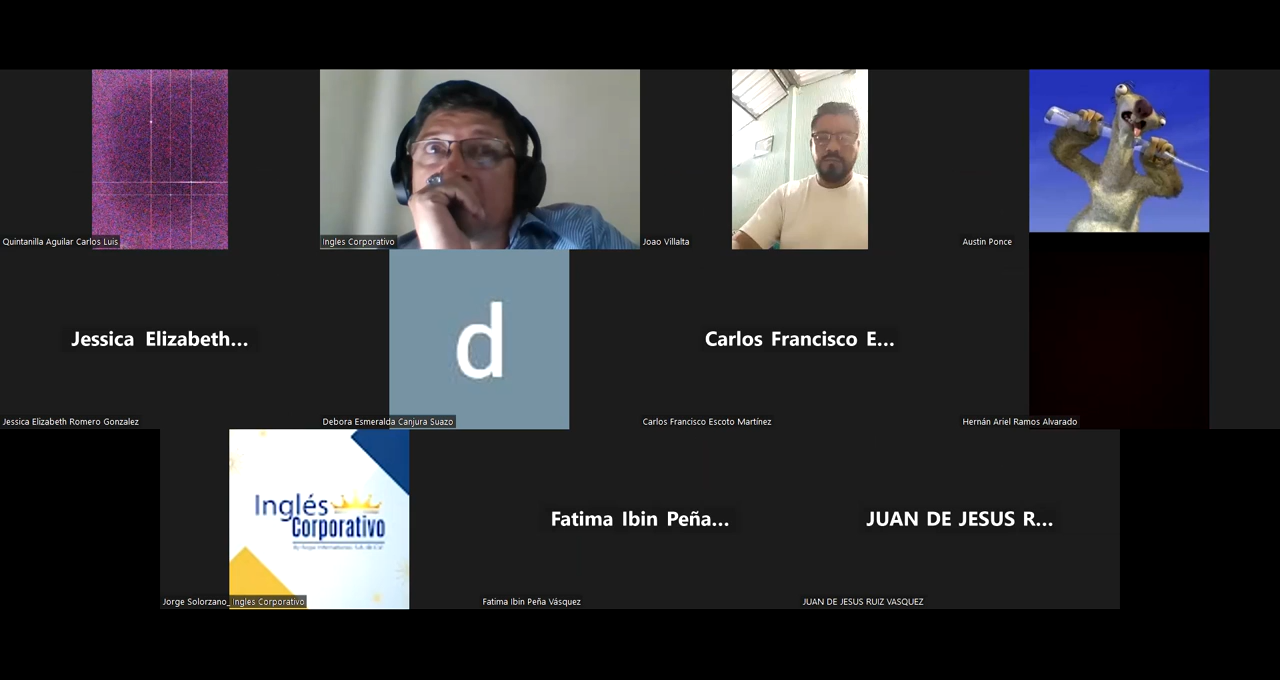 Quintanilla Aguilar Carlos Luis
Ingles Corporativo
Joao Villalta
Austin Ponce
Jessica Elizabeth...
Jessica Elizabeth Romero Gonzalez
d
Debora Esmeralda Canjura Suazo
Carlos Francisco E...
Carlos Francisco Escoto Martínez
Hernán Ariel Ramos Alvarado
Inglés
Corporativo
Jorge Solorzano_Ingles Corporativo
Fatima Ibin Peña...
Fatima Ibin Peña Vásquez
JUAN DE JESUS R...
JUAN DE JESUS RUIZ VASQUEZ